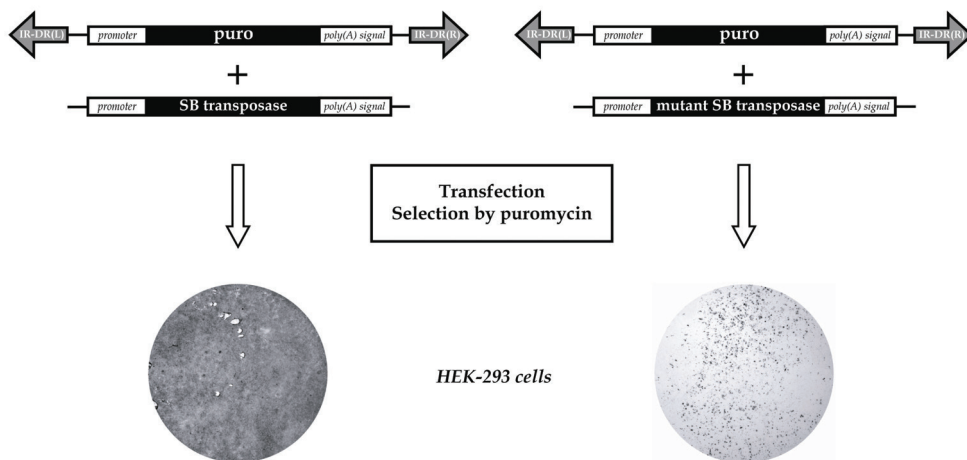 IR-DR(L) promoter puro poly(A) signal IR-DR(R)
IR-DR(L) promoter puro poly(A) signal IR-DR(R)
+
+
promoter SB transposase poly(A) signal
promoter mutant SB transposase poly(A) signal
Transfection
Selection by puromycin
HEK-293 cells